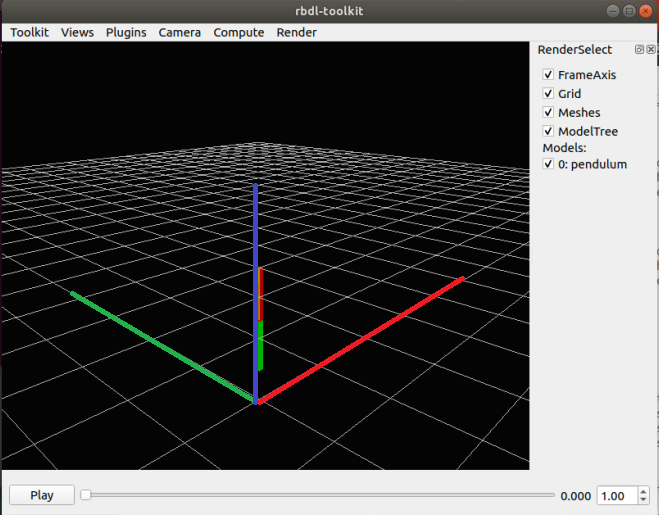 rbdl-toolkit
Toolkit Views Plugins Camera Compute Render
RenderSelect
FrameAxis
Grid
Meshes
ModelTree
Models:
0: pendulum
Play 0.000 1.00